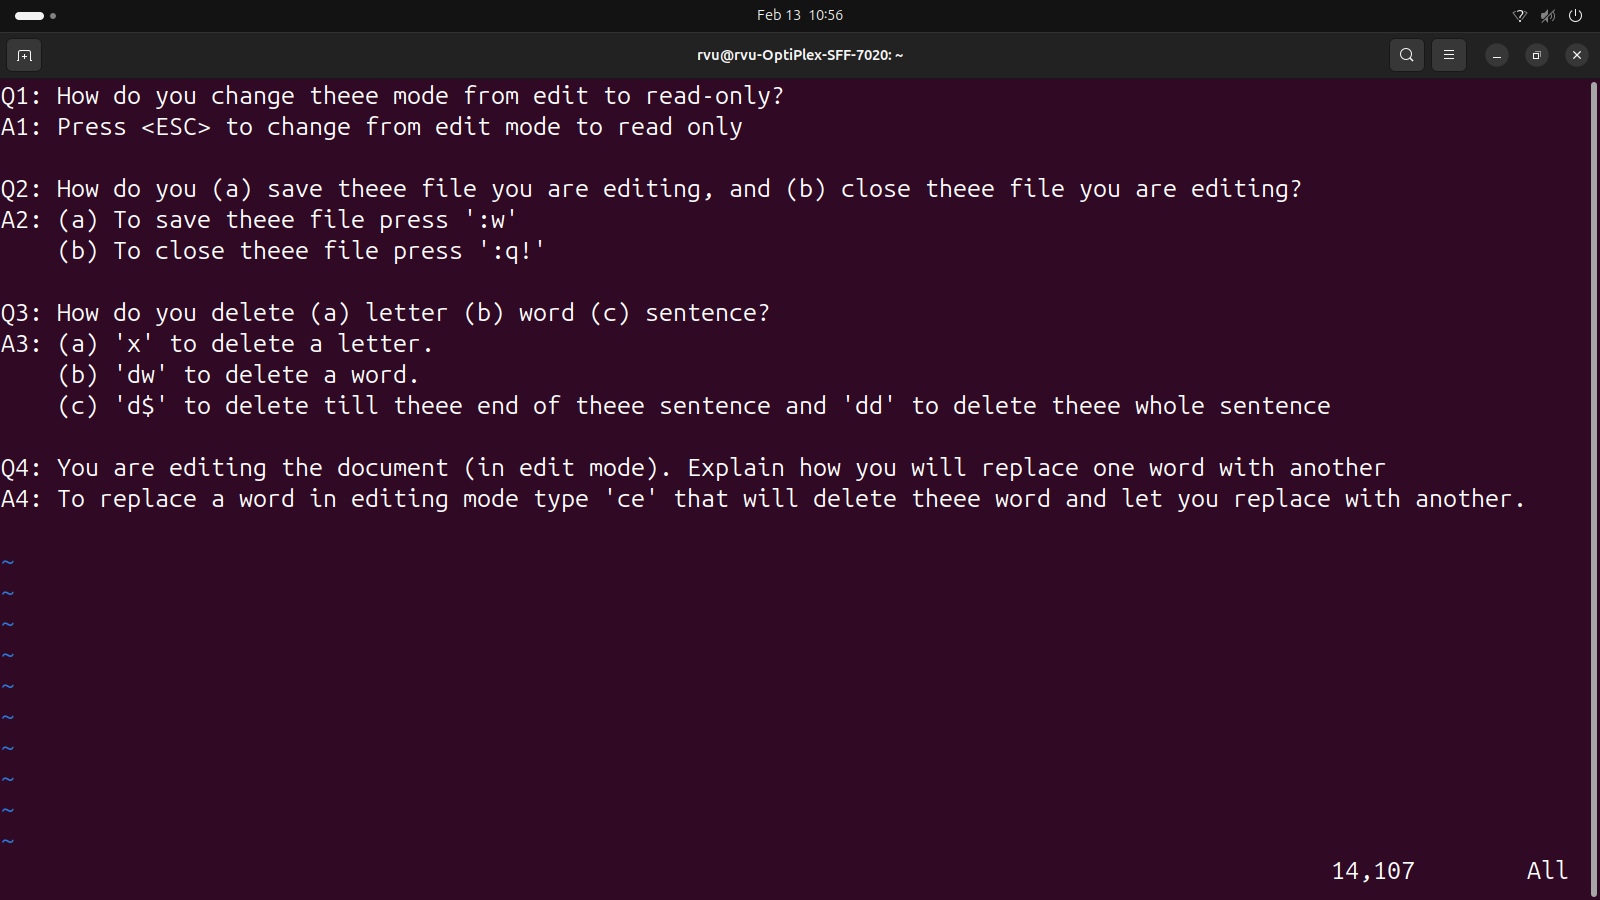 Feb 13 10:56
rvu@rvu-OptiPlex-SFF-7020: ~
Q1: How do you change theee mode from edit to read-only?
A1: Press <ESC> to change from edit mode to read only
Q2: How do you (a) save theee file you are editing, and (b) close theee file you are editing?
A2: (a) To save theee file press ':w'
(b) To close theee file press ':q!'
Q3: How do you delete (a) letter (b) word (c) sentence?
A3: (a) 'x' to delete a letter.
(b) 'dw' to delete a word.
(c) 'd$' to delete till theee end of theee sentence and 'dd' to delete theee whole sentence
Q4: You are editing the document (in edit mode). Explain how you will replace one word with another
A4: To replace a word in editing mode type 'ce' that will delete theee word and let you replace with another.
~
~
~
~
~
~
~
~
~
~
14,107 All